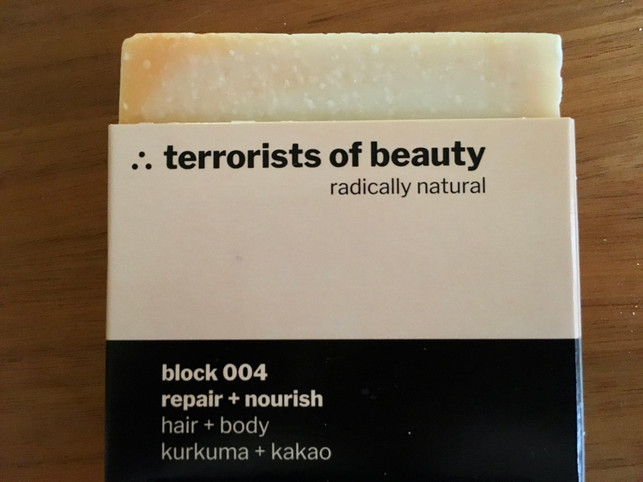 ∴ terrorists of beauty
radically natural
block 004
repair + nourish
hair + body
kurkuma + kakao